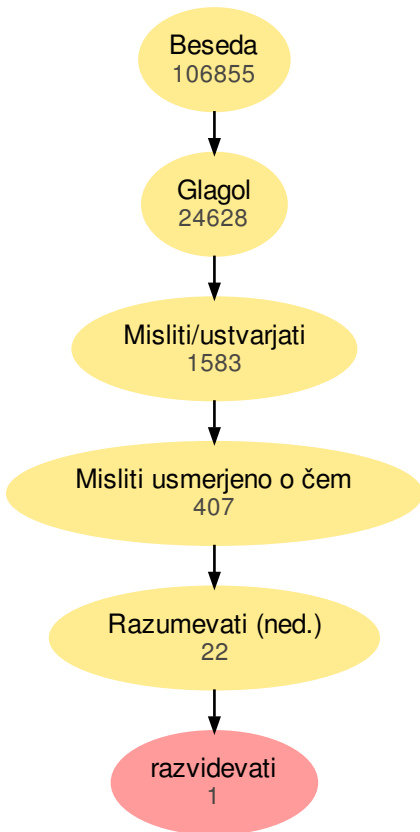 Beseda
106855
Glagol
24628
Misliti/ustvarjati
1583
Misliti usmerjeno o čem
407
Razumevati (ned.)
22
razvidevati
1